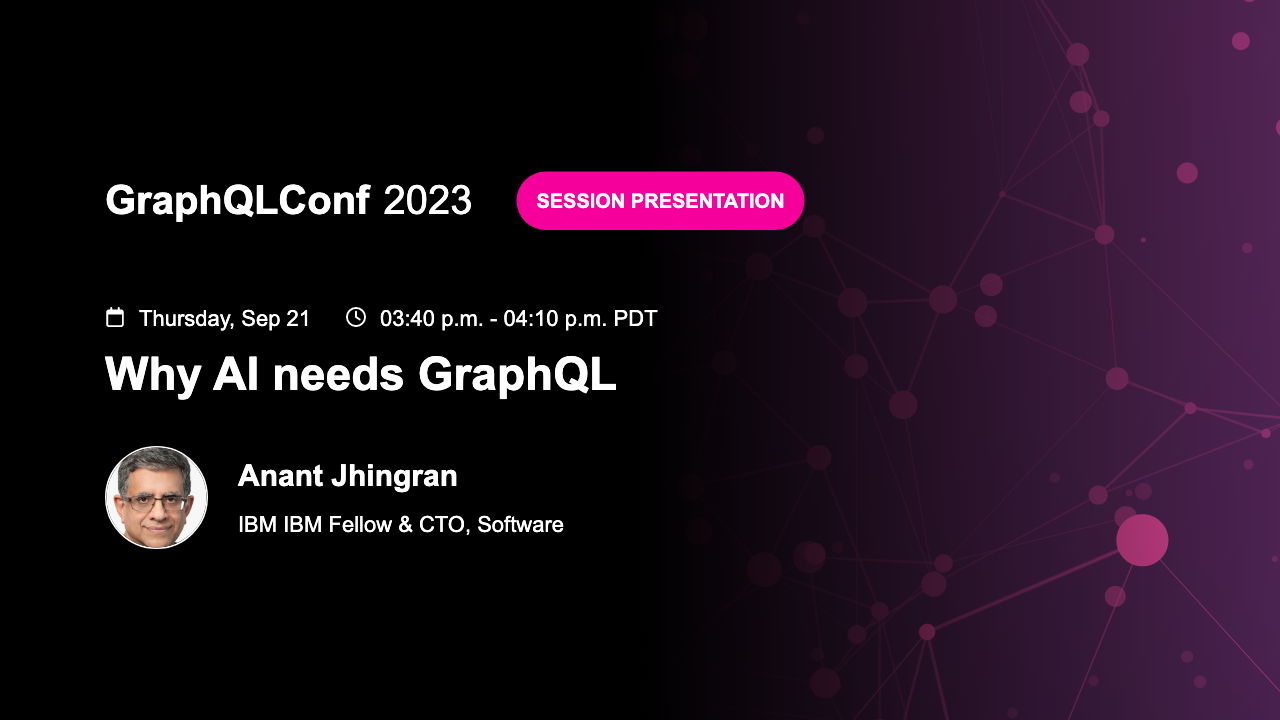 GraphQLConf 2023
SESSION PRESENTATION
Thursday, Sep 21
03:40 p.m. - 04:10 p.m. PDT
Why AI needs GraphQL
Anant Jhingran
IBM IBM Fellow & CTO, Software